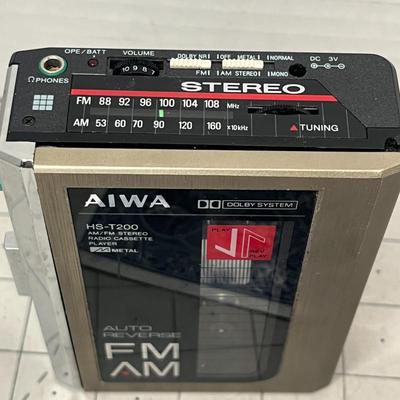 OPE/BATT VOLUME DOLBY NR OFF METAL NORMAL DC 3V
PHONES 10 9 8 7 FM AM STEREO MONO
STEREO
FM 88 92 96 100 104 108 MHz
AM 53 60 70 90 120 160 x10kHz TUNING
AIWA DOLBY SYSTEM
HS-T200
AM/FM STEREO
RADIO CASSETTE
PLAYER
METAL
PLAY
REV
PLAY
AUTO
REVERSE
FM
AM